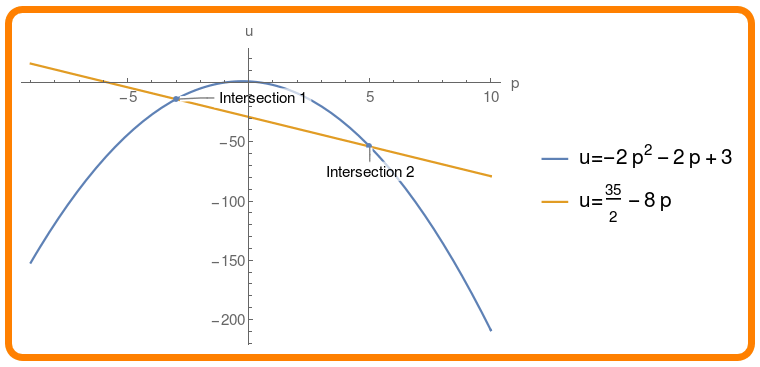 u
p
−5
5
10
Intersection 1
−50
Intersection 2
−100
−150
−200
u=−2 p² − 2 p + 3
u=35/2 − 8 p